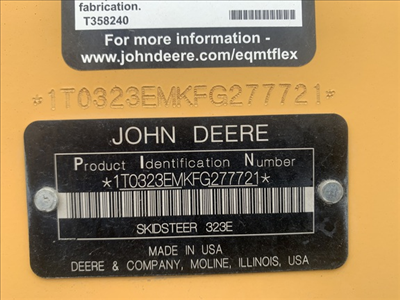 fabrication.
T358240
For more information -
www.johndeere.com/eqmtflex
*1T0323EMKFG277721*
JOHN DEERE
Product Identification Number
*1T0323EMKFG277721*
SKIDSTEER 323E
MADE IN USA
DEERE & COMPANY, MOLINE, ILLINOIS, USA